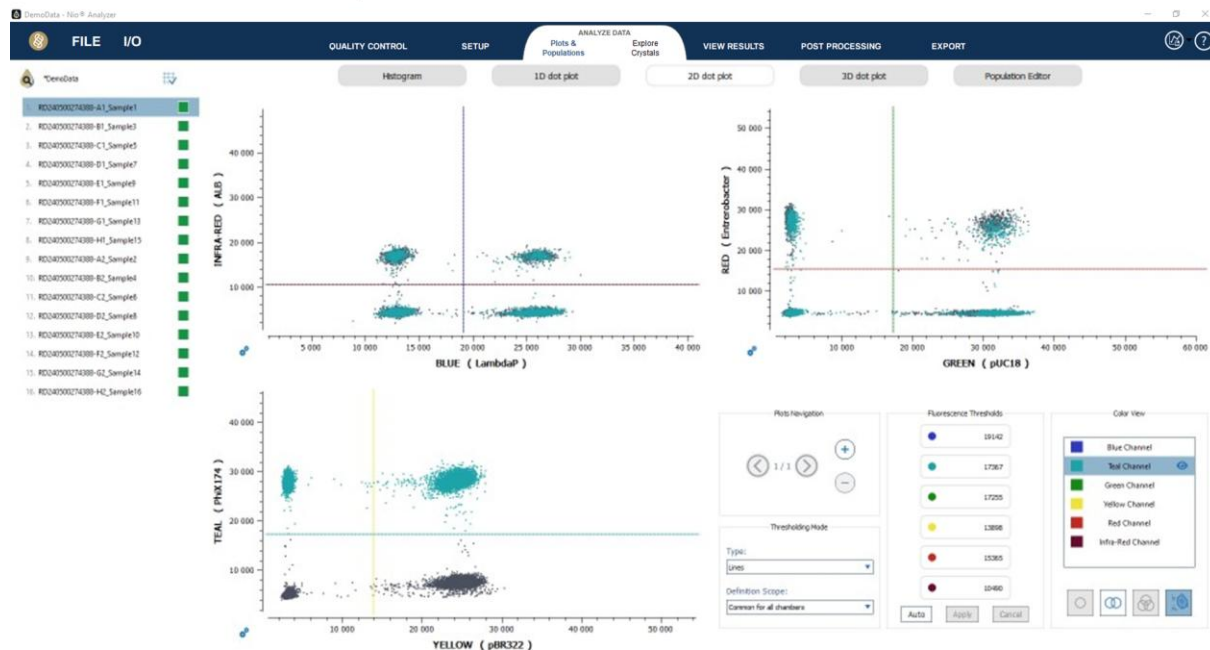 DemoData - Nio® Analyzer
FILE I/O
QUALITY CONTROL
SETUP
ANALYZE DATA
Plots & Populations
Explore Crystals
VIEW RESULTS
POST PROCESSING
EXPORT
?
*DemoData
Histogram
1D dot plot
2D dot plot
3D dot plot
Population Editor
1. RD240500274388-A1_Sample1
2. RD240500274388-B1_Sample3
3. RD240500274388-C1_Sample5
4. RD240500274388-D1_Sample7
5. RD240500274388-E1_Sample9
6. RD240500274388-F1_Sample11
7. RD240500274388-G1_Sample13
8. RD240500274388-H1_Sample15
9. RD240500274388-A2_Sample2
10. RD240500274388-B2_Sample4
11. RD240500274388-C2_Sample6
12. RD240500274388-D2_Sample8
13. RD240500274388-E2_Sample10
14. RD240500274388-F2_Sample12
15. RD240500274388-G2_Sample14
16. RD240500274388-H2_Sample16
INFRA-RED ( ALB )
40 000
30 000
20 000
10 000
5 000 10 000 15 000 20 000 25 000 30 000 35 000 40 000
BLUE ( LambdaP )
RED ( Entrerobacter )
50 000
40 000
30 000
20 000
10 000
10 000 20 000 30 000 40 000 50 000 60 000
GREEN ( pUC18 )
TEAL ( PhiX174 )
40 000
30 000
20 000
10 000
10 000 20 000 30 000 40 000 50 000
YELLOW ( pBR322 )
Plots Navigation
1 / 1
Thresholding Mode
Type:
Lines
Definition Scope:
Common for all chambers
Fluorescence Thresholds
19142
17367
17255
13898
15365
10490
Auto
Apply
Cancel
Color View
Blue Channel
Teal Channel
Green Channel
Yellow Channel
Red Channel
Infra-Red Channel